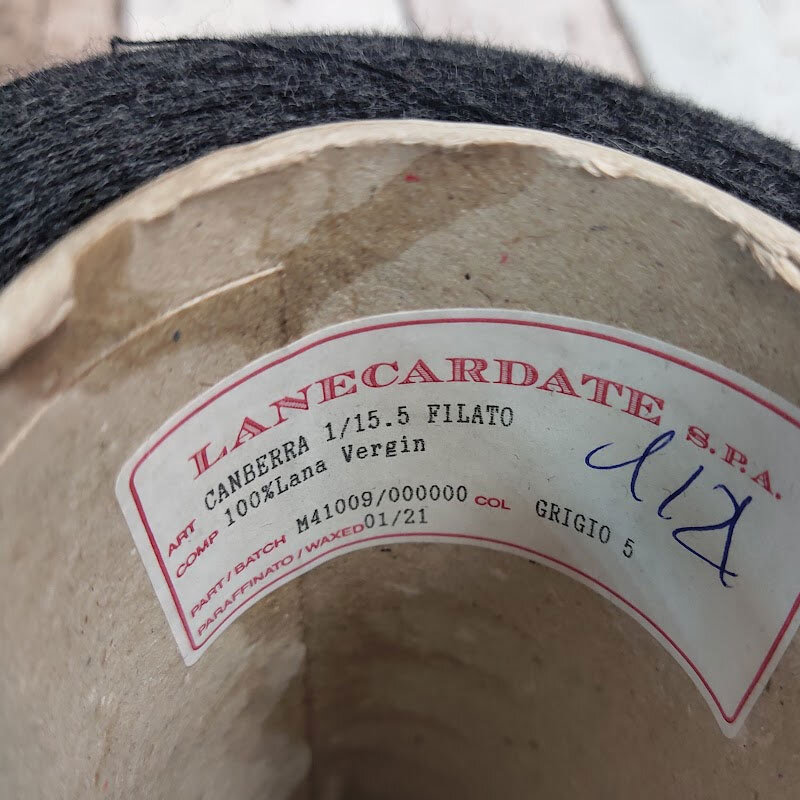 LANECARDATE S.P.A.
ART CANBERRA 1/15.5 FILATO
COMP 100%Lana Vergin
PART/BATCH M41009/000000 COL GRIGIO 5
PARAFFINATO/WAXED 01/21